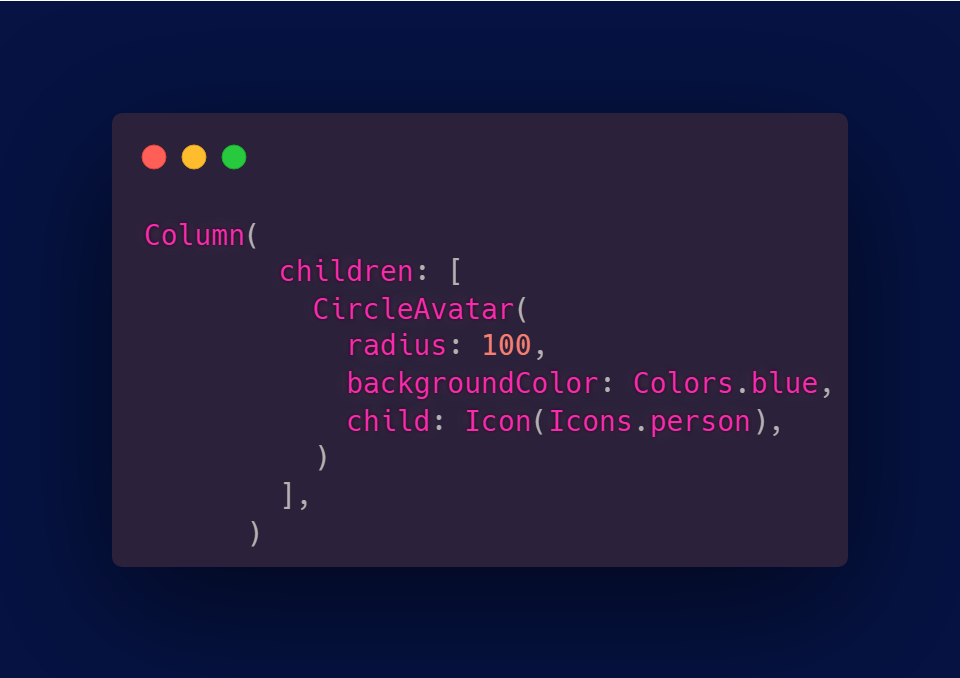 Column(
        children: [
          CircleAvatar(
            radius: 100,
            backgroundColor: Colors.blue,
            child: Icon(Icons.person),
          )
        ],
      )